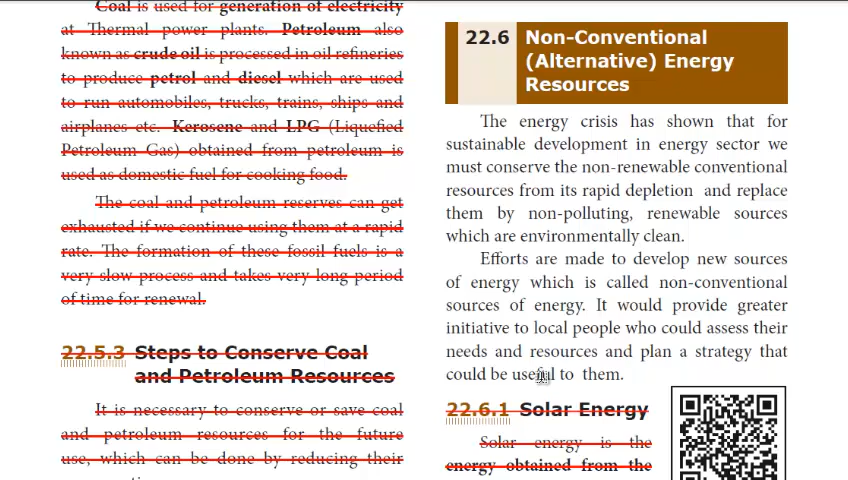 Coal is used for generation of electricity
at Thermal power plants. Petroleum also
known as crude oil is processed in oil refineries
to produce petrol and diesel which are used
to run automobiles, trucks, trains, ships and
airplanes etc. Kerosene and LPG (Liquefied
Petroleum Gas) obtained from petroleum is
used as domestic fuel for cooking food.
The coal and petroleum reserves can get
exhausted if we continue using them at a rapid
rate. The formation of these fossil fuels is a
very slow process and takes very long period
of time for renewal.
22.5.3 Steps to Conserve Coal
and Petroleum Resources
It is necessary to conserve or save coal
and petroleum resources for the future
use, which can be done by reducing their
22.6 Non-Conventional
(Alternative) Energy
Resources
The energy crisis has shown that for
sustainable development in energy sector we
must conserve the non-renewable conventional
resources from its rapid depletion and replace
them by non-polluting, renewable sources
which are environmentally clean.
Efforts are made to develop new sources
of energy which is called non-conventional
sources of energy. It would provide greater
initiative to local people who could assess their
needs and resources and plan a strategy that
could be useful to them.
22.6.1 Solar Energy
Solar energy is the
energy obtained from the